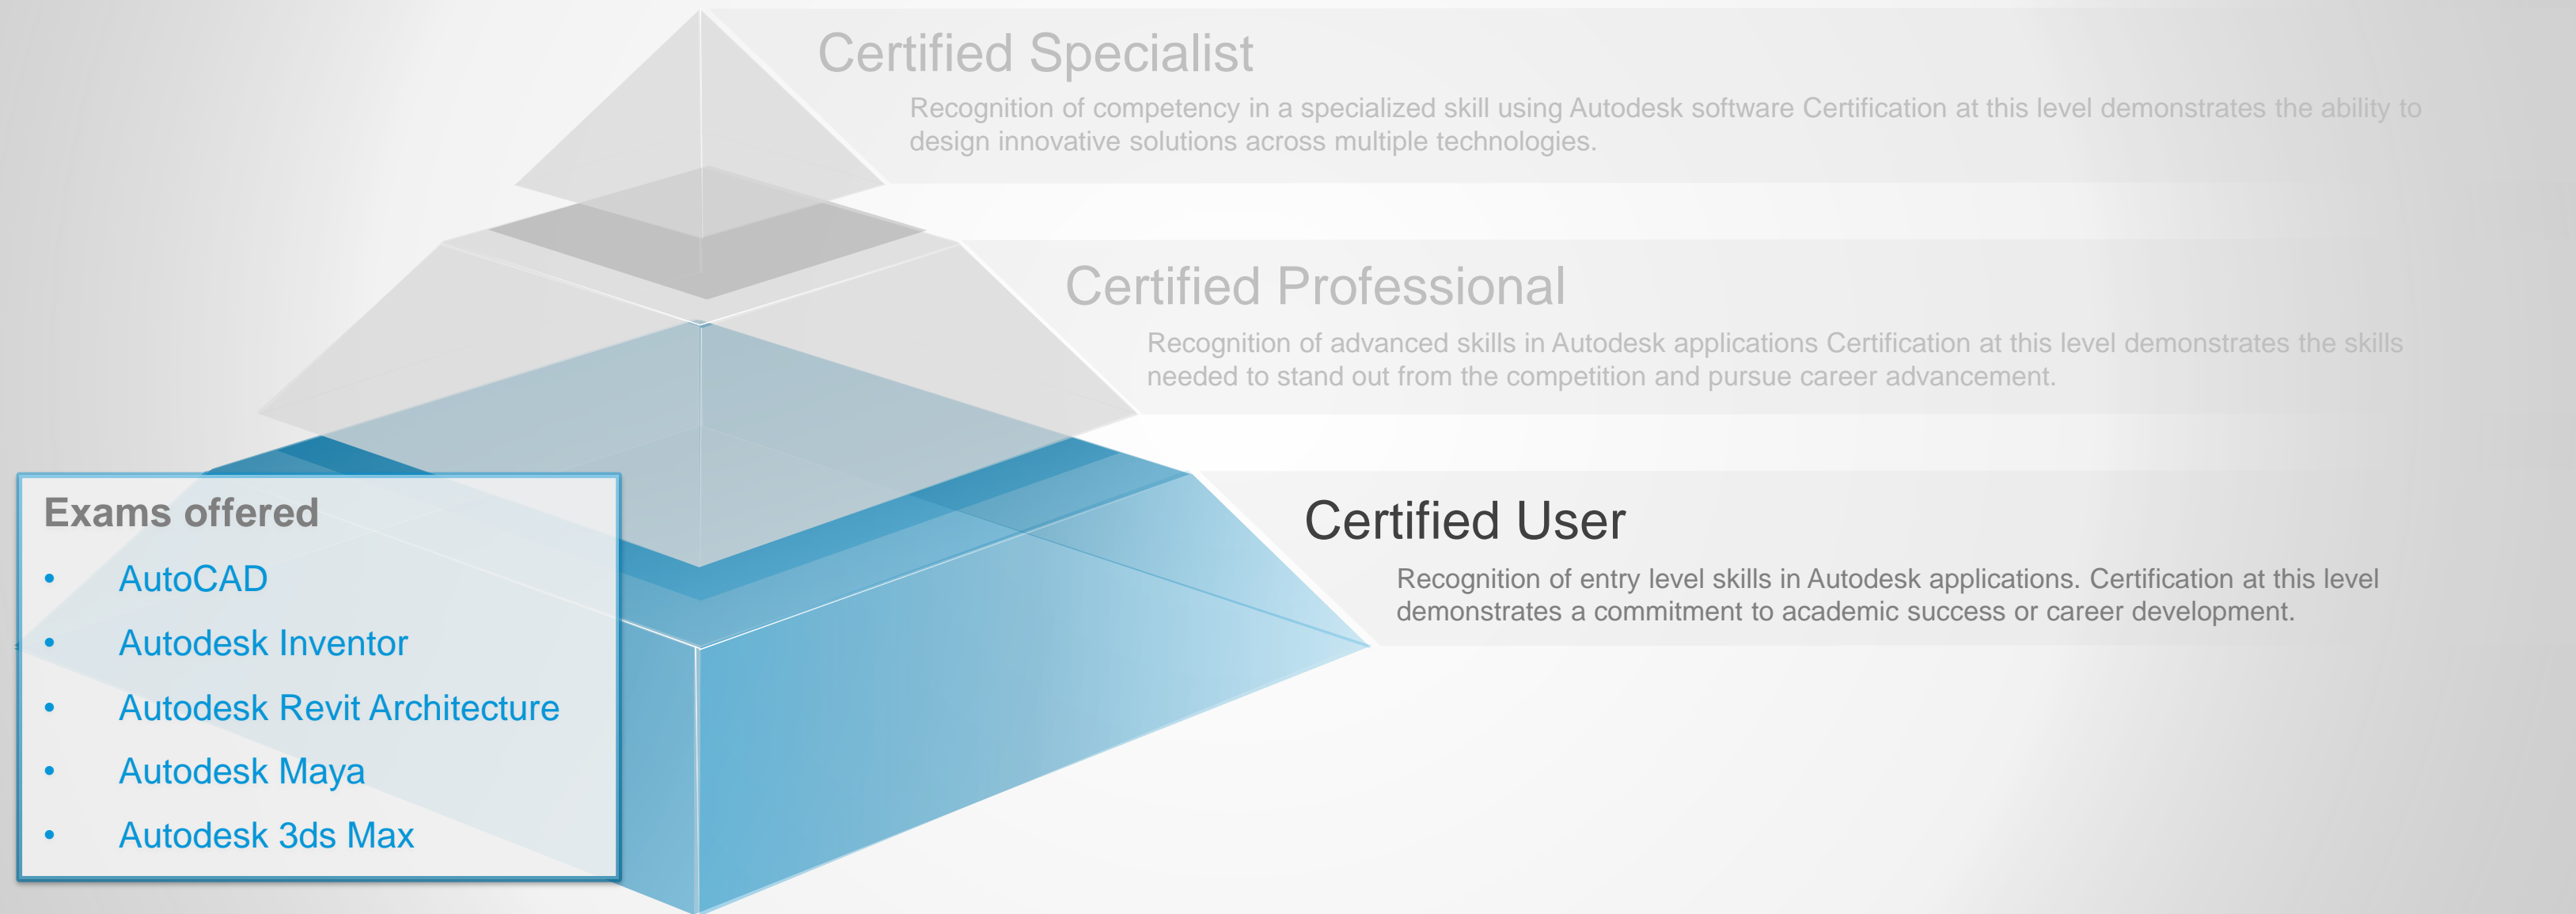 Certified Specialist
Recognition of competency in a specialized skill using Autodesk software Certification at this level demonstrates the ability to
design innovative solutions across multiple technologies.
Certified Professional
Recognition of advanced skills in Autodesk applications Certification at this level demonstrates the skills
needed to stand out from the competition and pursue career advancement.
Certified User
Recognition of entry level skills in Autodesk applications. Certification at this level
demonstrates a commitment to academic success or career development.
Exams offered
• AutoCAD
• Autodesk Inventor
• Autodesk Revit Architecture
• Autodesk Maya
• Autodesk 3ds Max